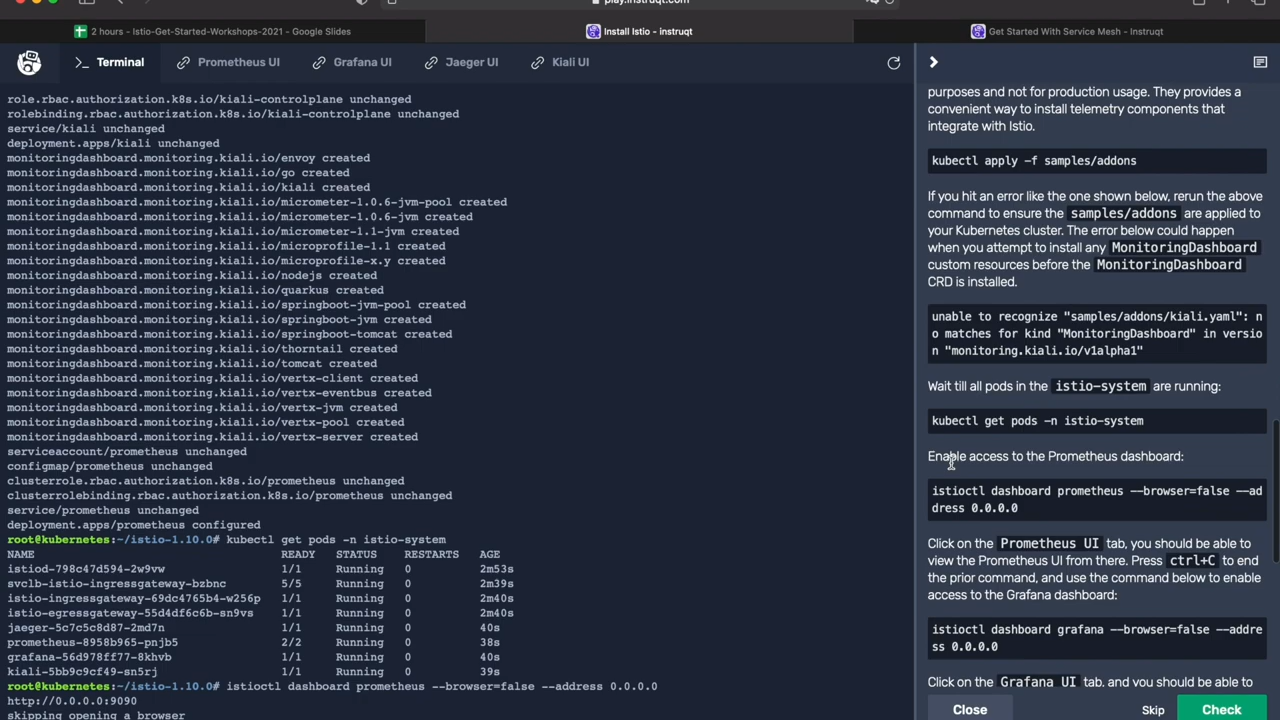 play.instruqt.com
2 hours - Istio-Get-Started-Workshops-2021 - Google Slides
Install Istio - instruqt
Get Started With Service Mesh - Instruqt
>_ Terminal
Prometheus UI
Grafana UI
Jaeger UI
Kiali UI
role.rbac.authorization.k8s.io/kiali-controlplane unchanged
rolebinding.rbac.authorization.k8s.io/kiali-controlplane unchanged
service/kiali unchanged
deployment.apps/kiali unchanged
monitoringdashboard.monitoring.kiali.io/envoy created
monitoringdashboard.monitoring.kiali.io/go created
monitoringdashboard.monitoring.kiali.io/kiali created
monitoringdashboard.monitoring.kiali.io/micrometer-1.0.6-jvm-pool created
monitoringdashboard.monitoring.kiali.io/micrometer-1.0.6-jvm created
monitoringdashboard.monitoring.kiali.io/micrometer-1.1-jvm created
monitoringdashboard.monitoring.kiali.io/microprofile-1.1 created
monitoringdashboard.monitoring.kiali.io/microprofile-x.y created
monitoringdashboard.monitoring.kiali.io/nodejs created
monitoringdashboard.monitoring.kiali.io/quarkus created
monitoringdashboard.monitoring.kiali.io/springboot-jvm-pool created
monitoringdashboard.monitoring.kiali.io/springboot-jvm created
monitoringdashboard.monitoring.kiali.io/springboot-tomcat created
monitoringdashboard.monitoring.kiali.io/thorntail created
monitoringdashboard.monitoring.kiali.io/tomcat created
monitoringdashboard.monitoring.kiali.io/vertx-client created
monitoringdashboard.monitoring.kiali.io/vertx-eventbus created
monitoringdashboard.monitoring.kiali.io/vertx-jvm created
monitoringdashboard.monitoring.kiali.io/vertx-pool created
monitoringdashboard.monitoring.kiali.io/vertx-server created
serviceaccount/prometheus unchanged
configmap/prometheus unchanged
clusterrole.rbac.authorization.k8s.io/prometheus unchanged
clusterrolebinding.rbac.authorization.k8s.io/prometheus unchanged
service/prometheus unchanged
deployment.apps/prometheus configured
root@kubernetes:~/istio-1.10.0# kubectl get pods -n istio-system
NAME READY STATUS RESTARTS AGE
istiod-798c47d594-2w9vw 1/1 Running 0 2m53s
svclb-istio-ingressgateway-bzbnc 5/5 Running 0 2m39s
istio-ingressgateway-69dc4765b4-w256p 1/1 Running 0 2m40s
istio-egressgateway-55d4df6c6b-sn9vs 1/1 Running 0 2m40s
jaeger-5c7c5c8d87-2md7n 1/1 Running 0 40s
prometheus-8958b965-pnjb5 2/2 Running 0 38s
grafana-56d978ff77-8khvb 1/1 Running 0 40s
kiali-5bb9c9cf49-sn5rj 1/1 Running 0 39s
root@kubernetes:~/istio-1.10.0# istioctl dashboard prometheus --browser=false --address 0.0.0.0
http://0.0.0.0:9090
skipping opening a browser
purposes and not for production usage. They provides a
convenient way to install telemetry components that
integrate with Istio.
kubectl apply -f samples/addons
If you hit an error like the one shown below, rerun the above
command to ensure the samples/addons are applied to
your Kubernetes cluster. The error below could happen
when you attempt to install any MonitoringDashboard
custom resources before the MonitoringDashboard
CRD is installed.
unable to recognize "samples/addons/kiali.yaml": n
o matches for kind "MonitoringDashboard" in versio
n "monitoring.kiali.io/v1alpha1"
Wait till all pods in the istio-system are running:
kubectl get pods -n istio-system
Enable access to the Prometheus dashboard:
istioctl dashboard prometheus --browser=false --ad
dress 0.0.0.0
Click on the Prometheus UI tab, you should be able to
view the Prometheus UI from there. Press ctrl+C to end
the prior command, and use the command below to enable
access to the Grafana dashboard:
istioctl dashboard grafana --browser=false --addre
ss 0.0.0.0
Click on the Grafana UI tab, and you should be able to
Close
Skip
Check